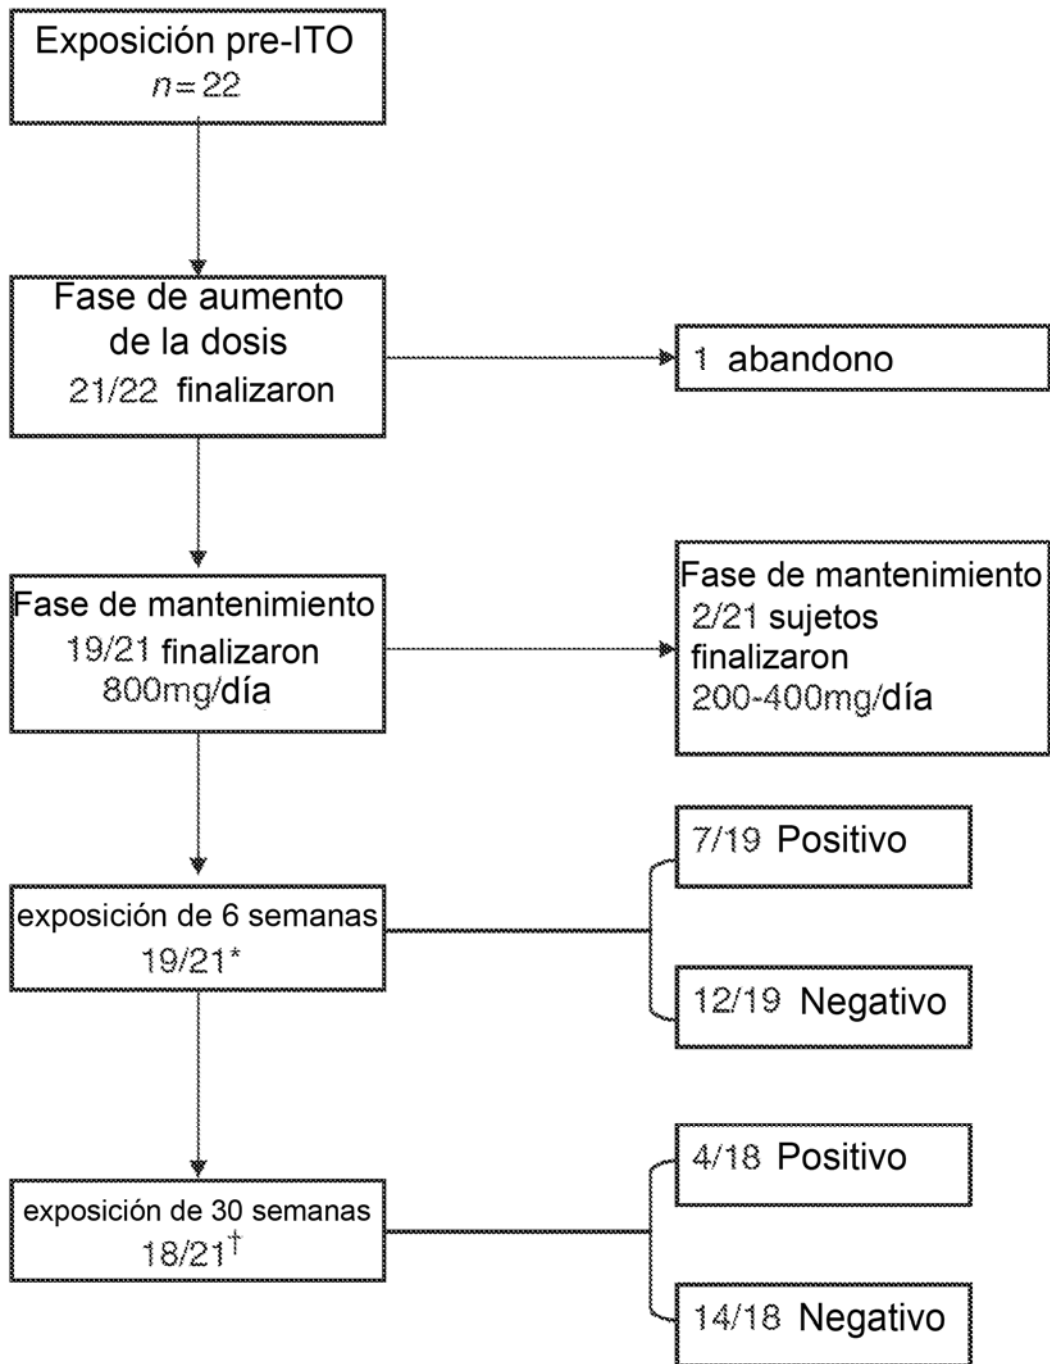 Exposición pre-ITO
n=22
Fase de aumento
de la dosis
21/22 finalizaron
1 abandono
Fase de mantenimiento
19/21 finalizaron
800mg/día
Fase de mantenimiento
2/21 sujetos
finalizaron
200-400mg/día
exposición de 6 semanas
19/21*
7/19 Positivo
12/19 Negativo
exposición de 30 semanas
18/21†
4/18 Positivo
14/18 Negativo